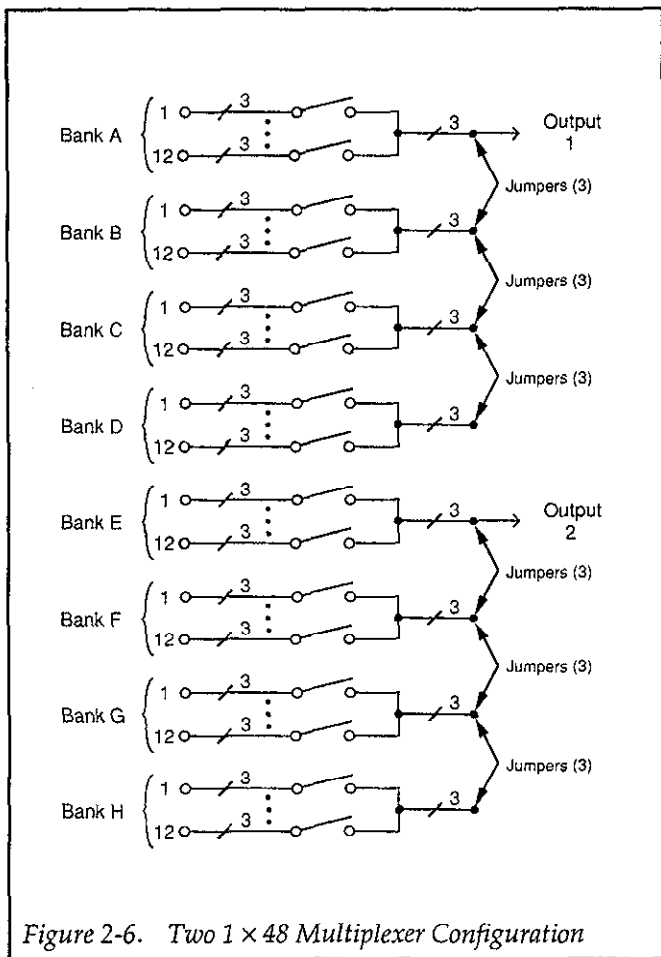 Bank A
1
3
12
3
3
Output
1
Jumpers (3)
Bank B
1
3
12
3
3
Jumpers (3)
Bank C
1
3
12
3
3
Jumpers (3)
Bank D
1
3
12
3
3
Bank E
1
3
12
3
3
Output
2
Jumpers (3)
Bank F
1
3
12
3
3
Jumpers (3)
Bank G
1
3
12
3
3
Jumpers (3)
Bank H
1
3
12
3
3
Figure 2-6. Two 1 × 48 Multiplexer Configuration